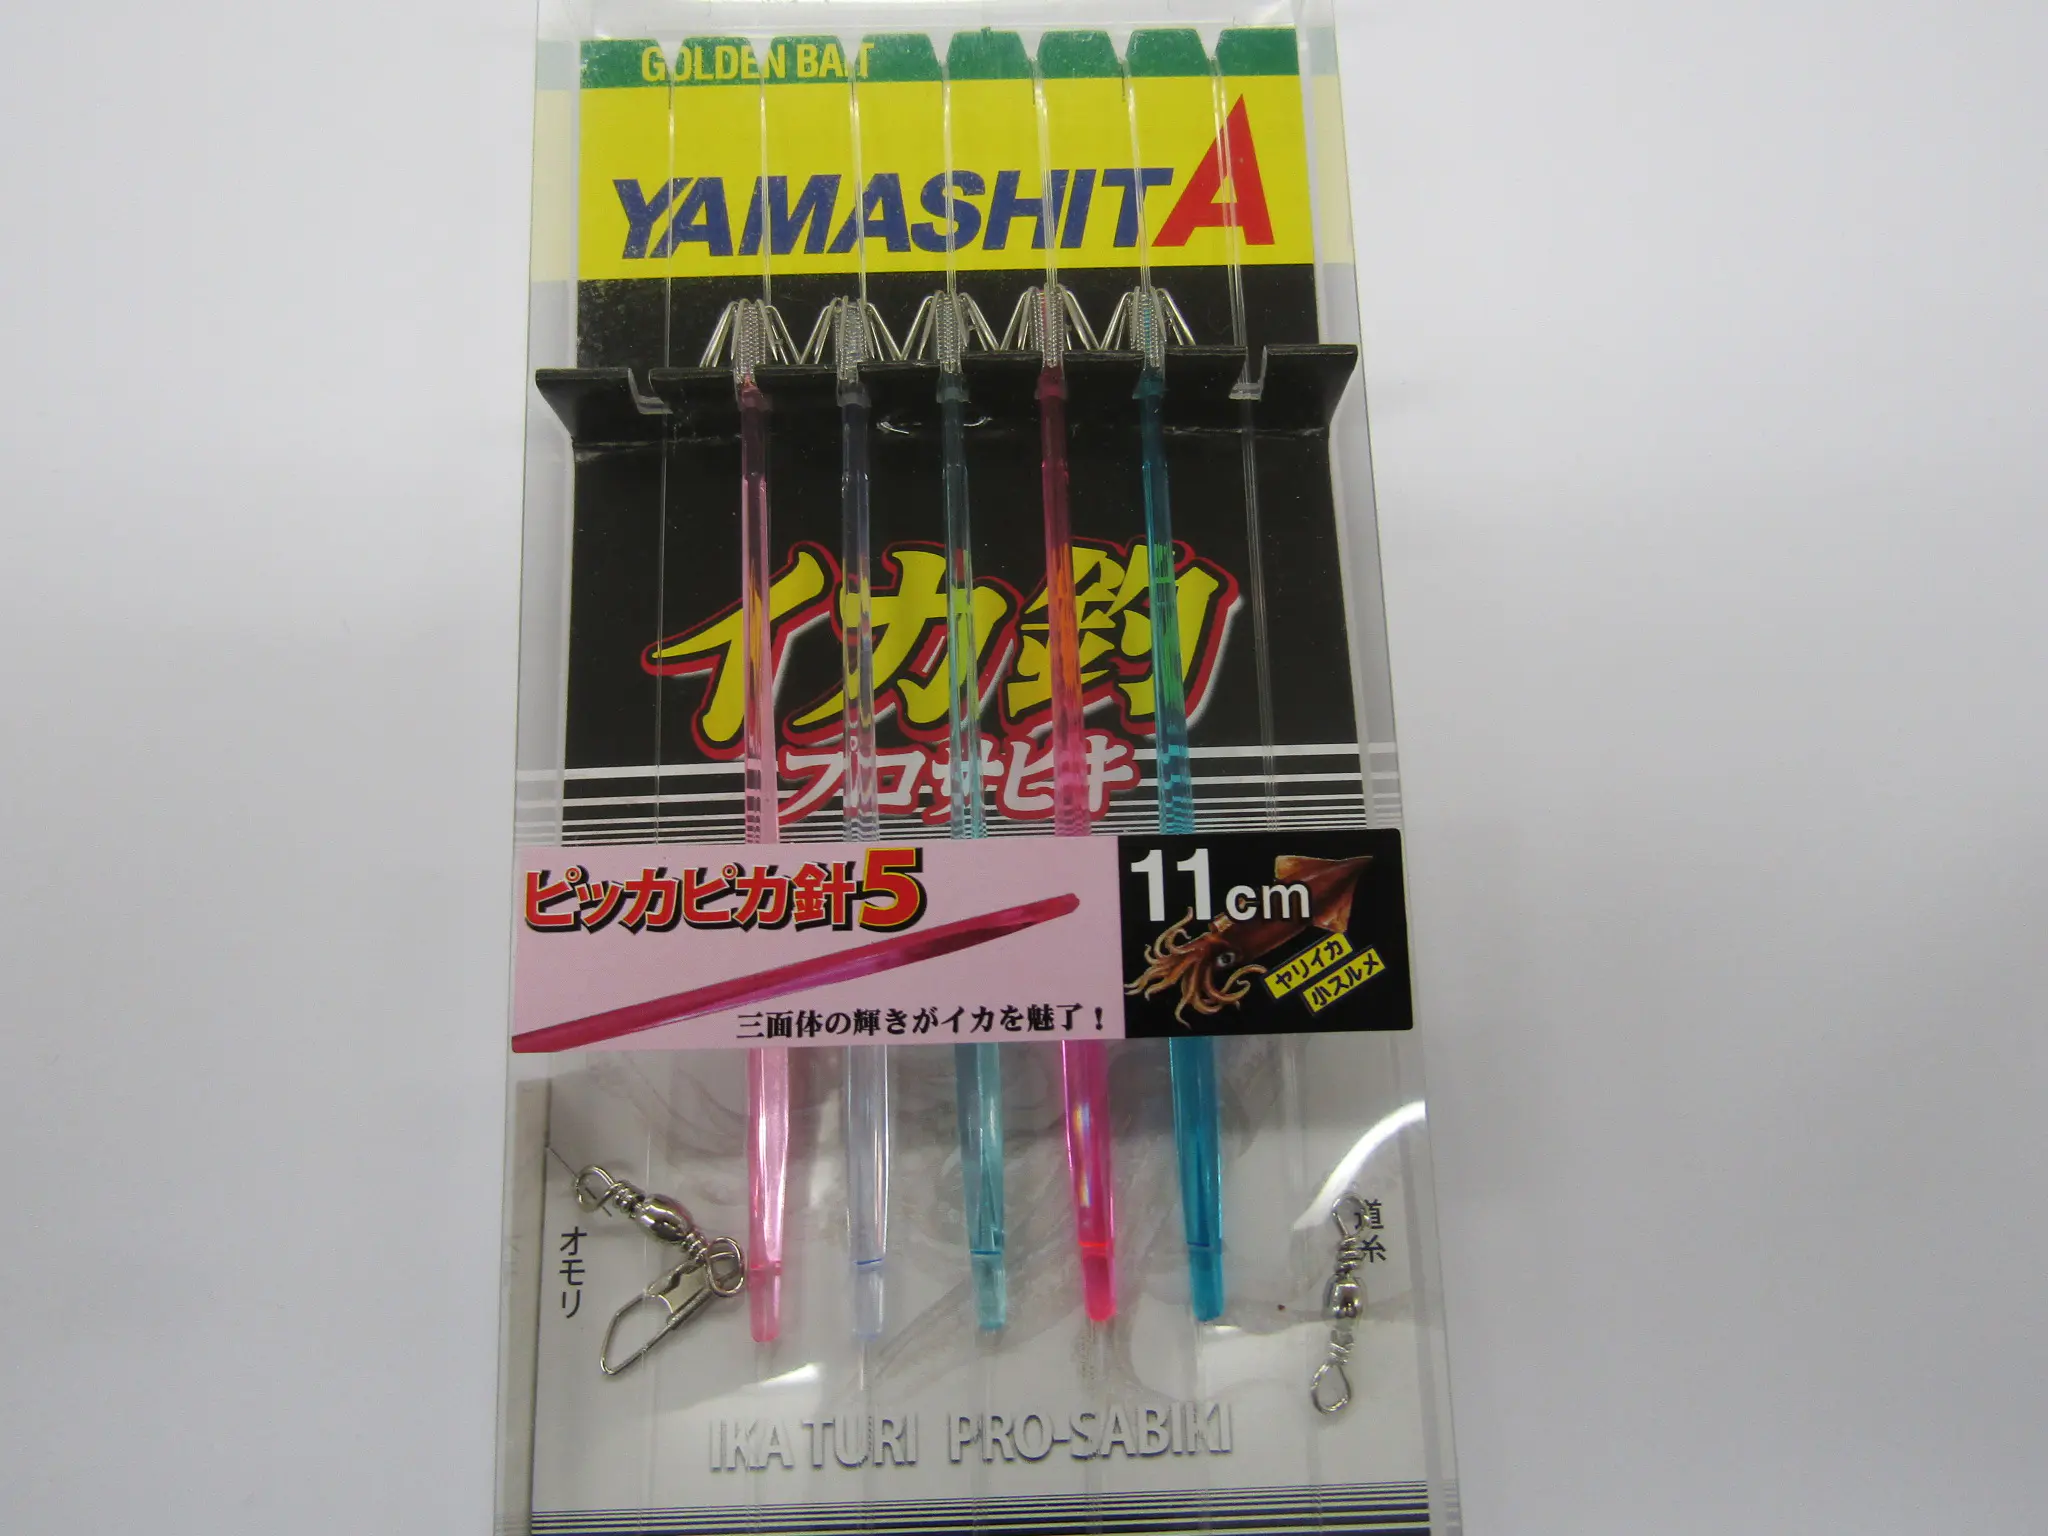 GOLDEN BAIT
YAMASHITA
イカ釣
プロサビキ
ピッカピカ針5
三面体の輝きがイカを魅了！
11cm
ヤリイカ
小スルメ
オモリ
道糸
IKA TURI PRO-SABIKI